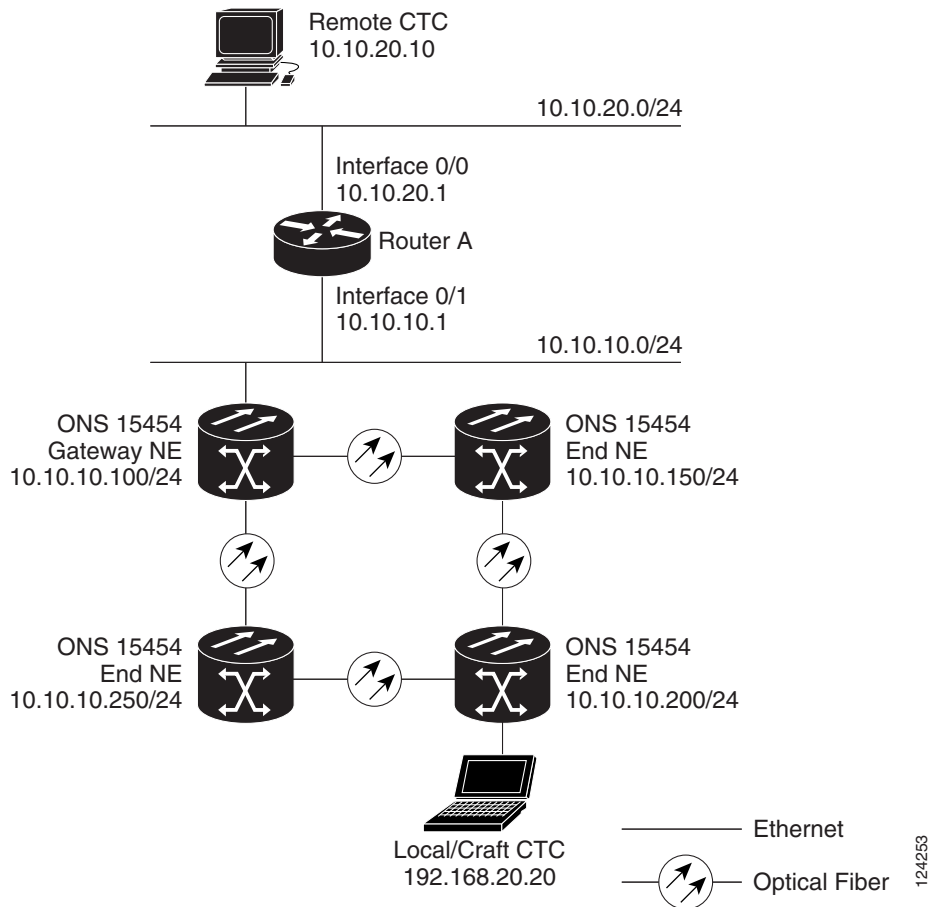 Remote CTC
10.10.20.10
10.10.20.0/24
Interface 0/0
10.10.20.1
Router A
Interface 0/1
10.10.10.1
10.10.10.0/24
ONS 15454
Gateway NE
10.10.10.100/24
ONS 15454
End NE
10.10.10.150/24
ONS 15454
End NE
10.10.10.250/24
ONS 15454
End NE
10.10.10.200/24
Local/Craft CTC
192.168.20.20
Ethernet
Optical Fiber
124253